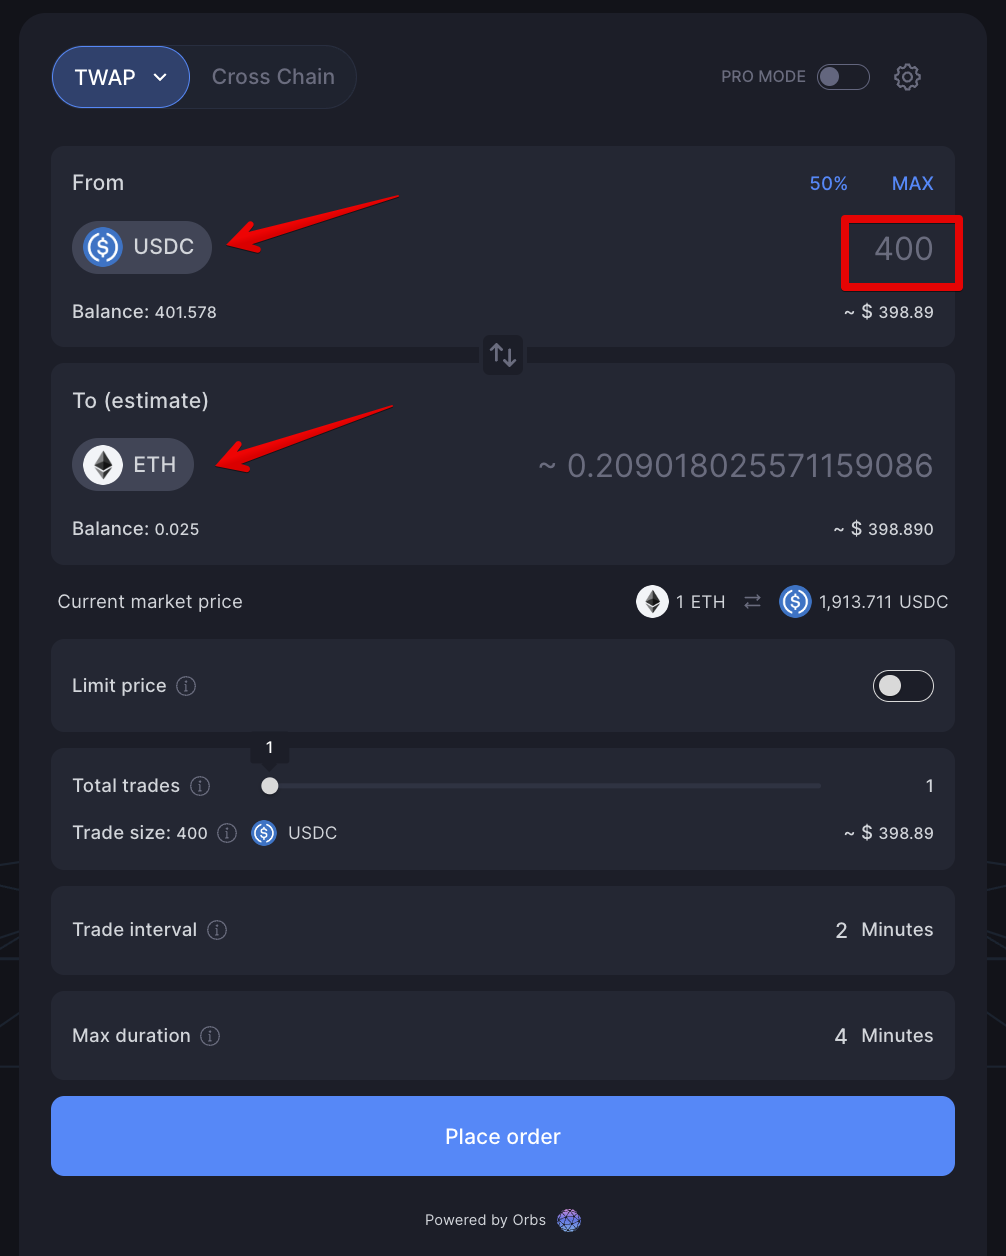 TWAP Cross Chain PRO MODE
From 50% MAX
USDC 400
Balance: 401.578 ~ $ 398.89
To (estimate)
ETH ~ 0.209018025571159086
Balance: 0.025 ~ $ 398.890
Current market price 1 ETH 1,913.711 USDC
Limit price
1
Total trades 1
Trade size: 400 USDC ~ $ 398.89
Trade interval 2 Minutes
Max duration 4 Minutes
Place order
Powered by Orbs